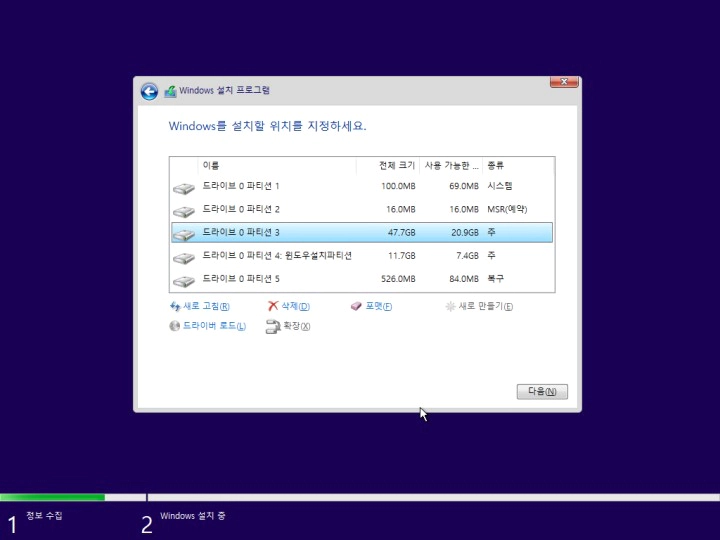 Windows 설치 프로그램
Windows를 설치할 위치를 지정하세요.
이름 전체 크기 사용 가능한 ... 종류
드라이브 0 파티션 1 100.0MB 69.0MB 시스템
드라이브 0 파티션 2 16.0MB 16.0MB MSR(예약)
드라이브 0 파티션 3 47.7GB 20.9GB 주
드라이브 0 파티션 4: 윈도우설치파티션 11.7GB 7.4GB 주
드라이브 0 파티션 5 526.0MB 84.0MB 복구
새로 고침(R) 삭제(D) 포맷(F) 새로 만들기(E)
드라이버 로드(L) 확장(X)
다음(N)
1 정보 수집 2 Windows 설치 중